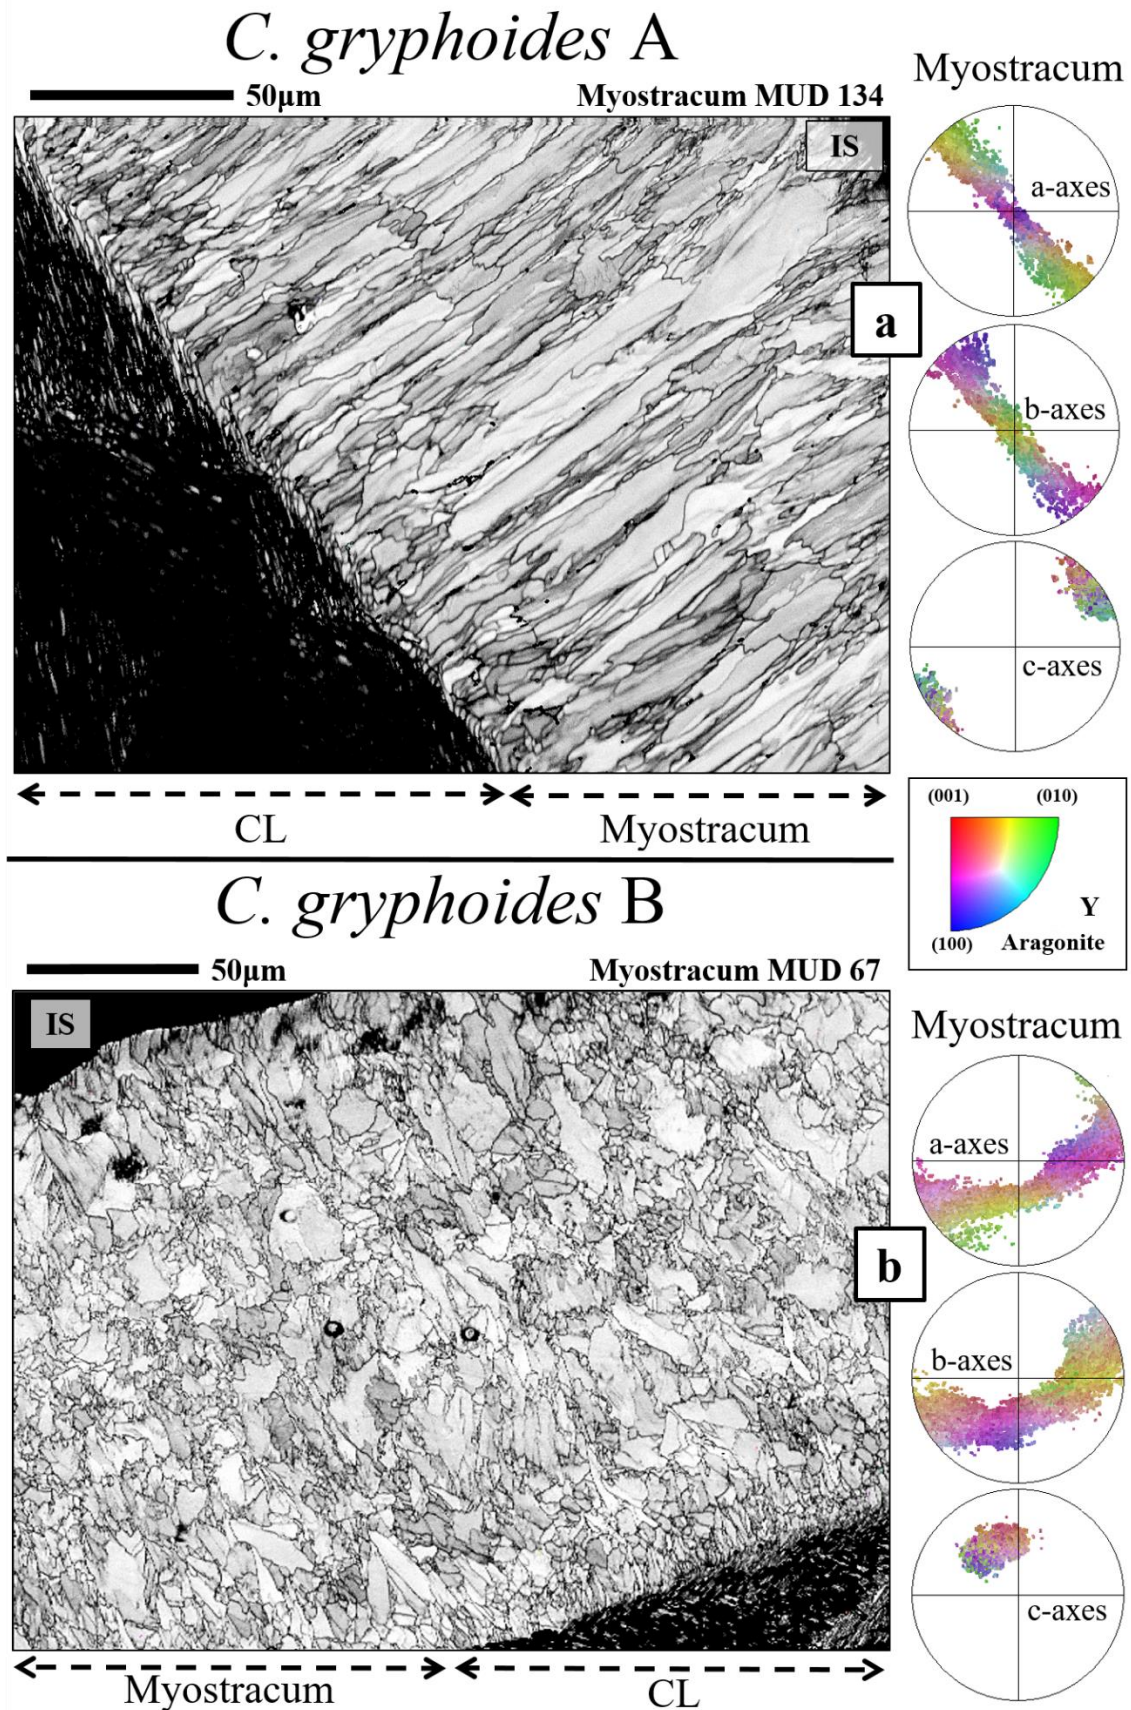 C. gryphoides A
50µm Myostracum MUD 134
IS
Myostracum
a-axes
a
b-axes
c-axes
CL Myostracum
(001) (010)
Y
(100) Aragonite
C. gryphoides B
50µm Myostracum MUD 67
IS
Myostracum
a-axes
b
b-axes
c-axes
Myostracum CL